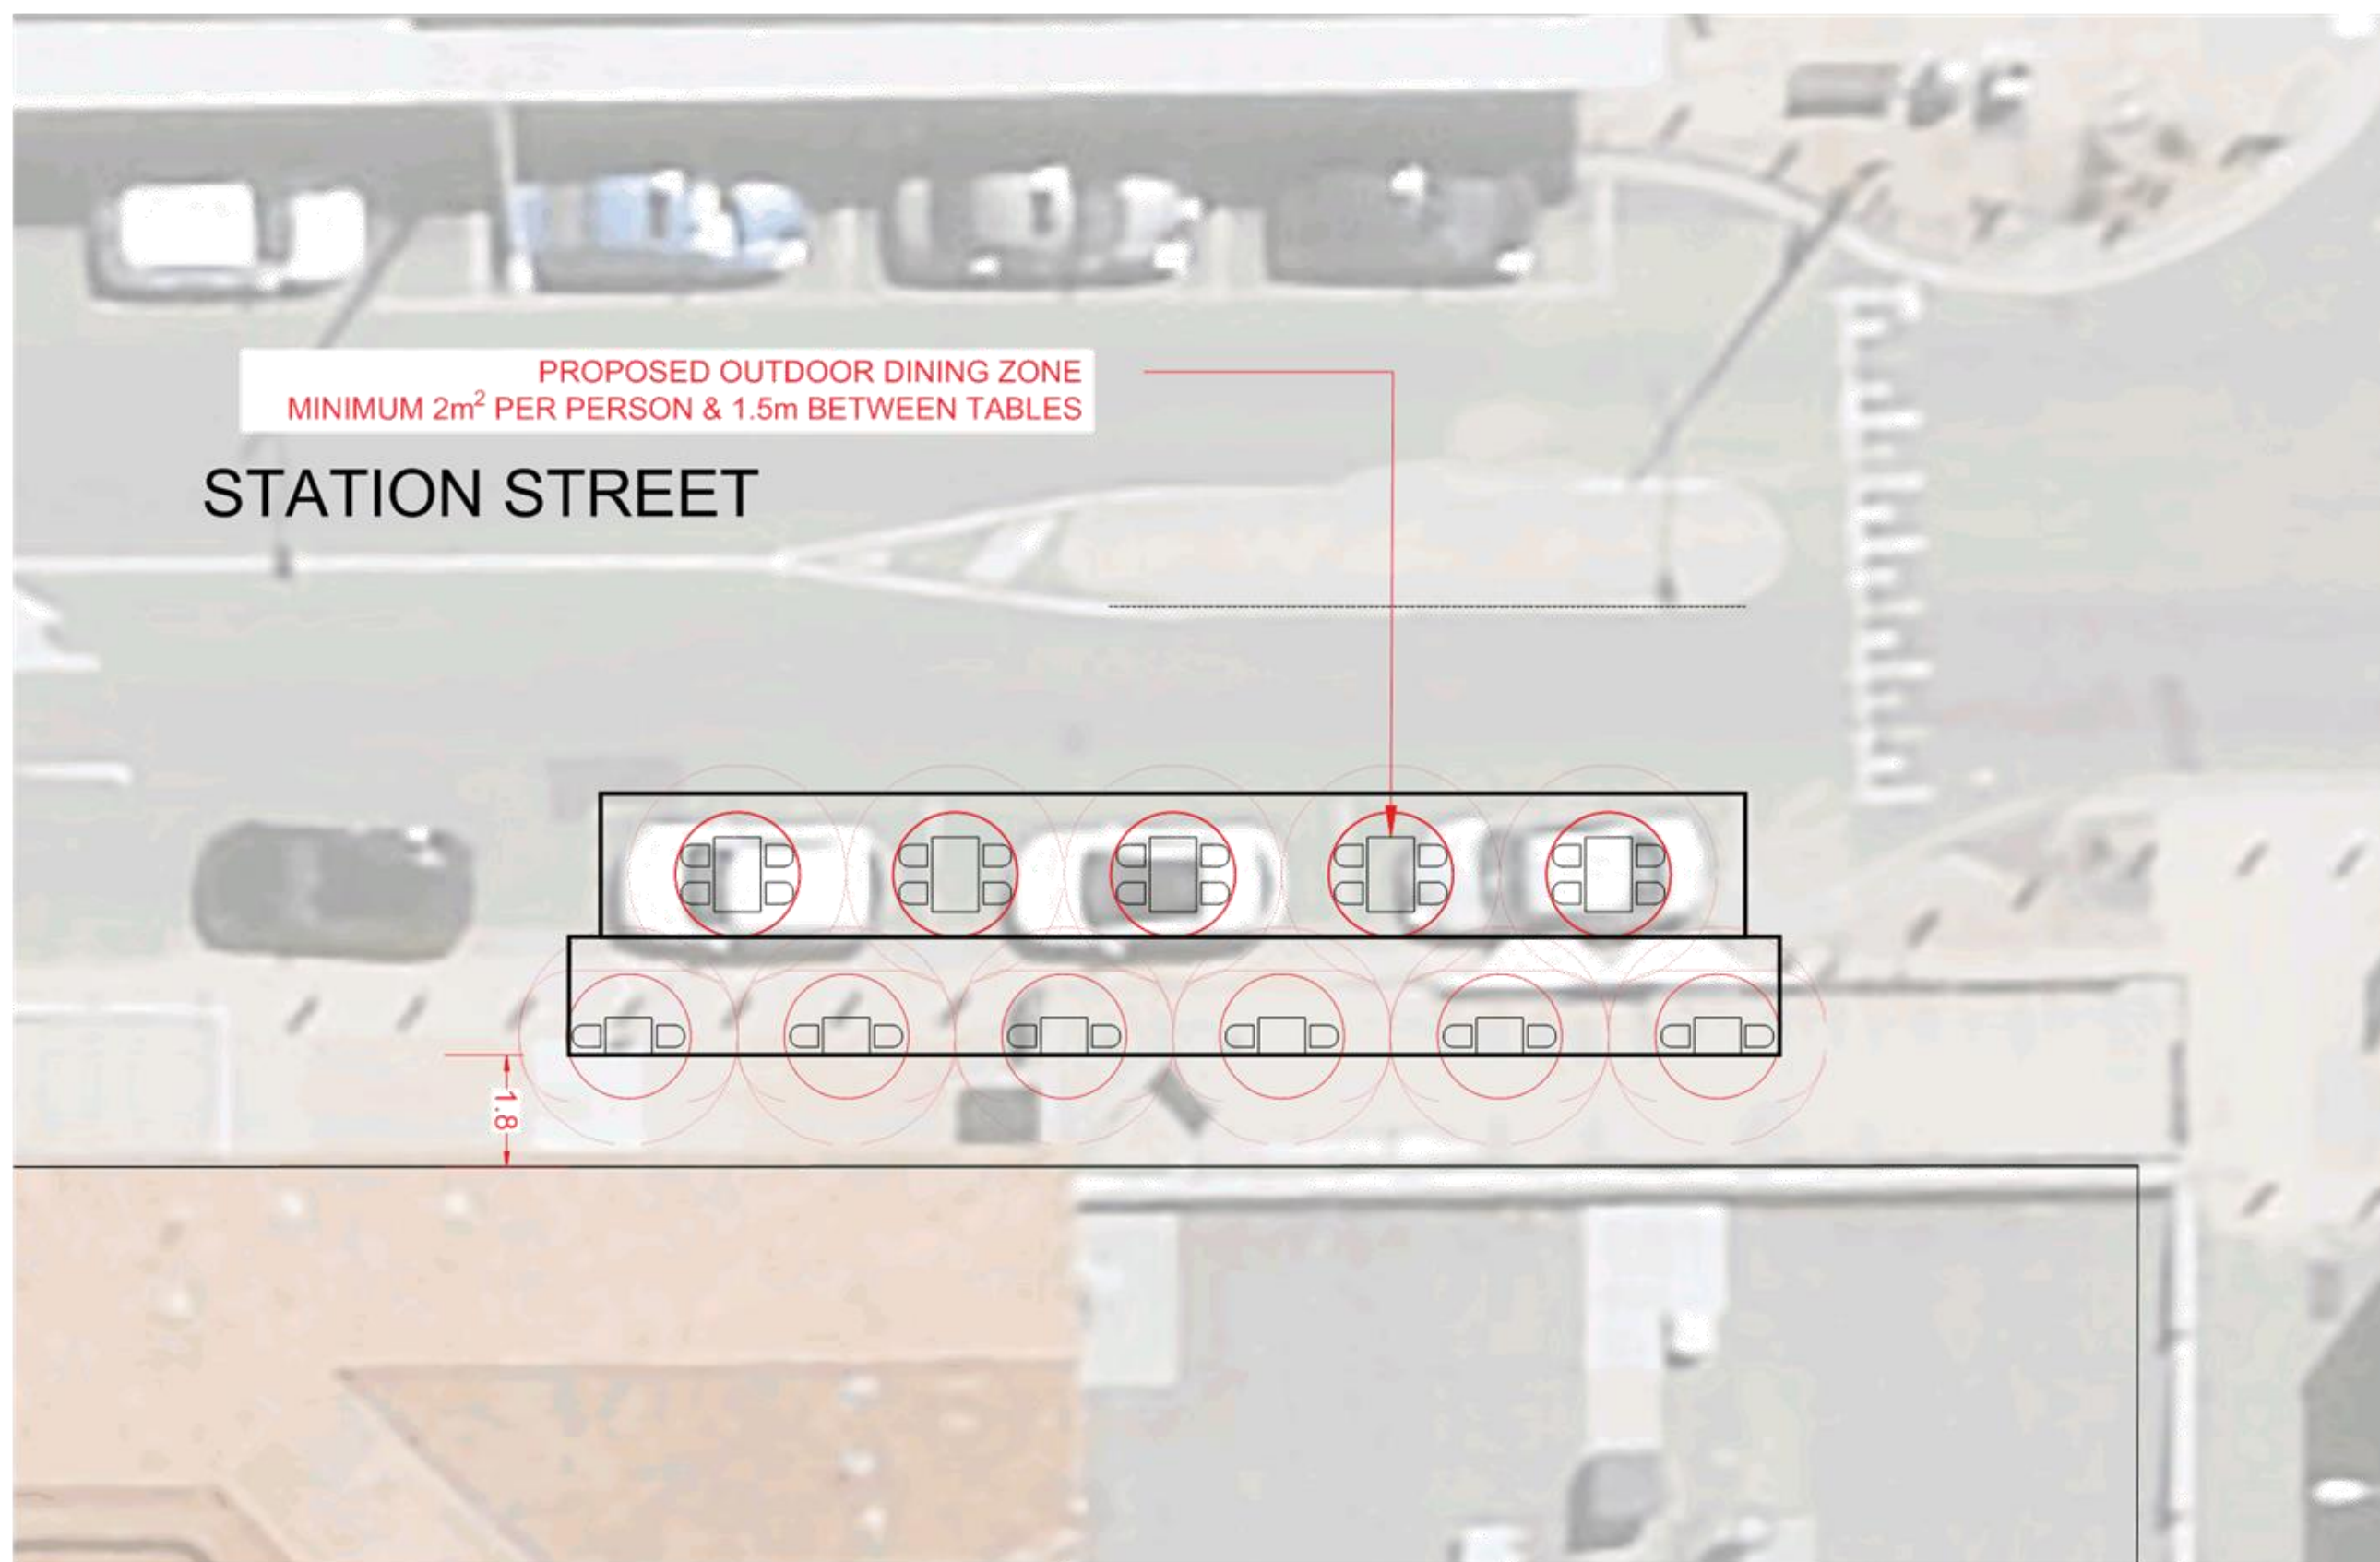 PROPOSED OUTDOOR DINING ZONE
MINIMUM 2m² PER PERSON & 1.5m BETWEEN TABLES
STATION STREET
1.8